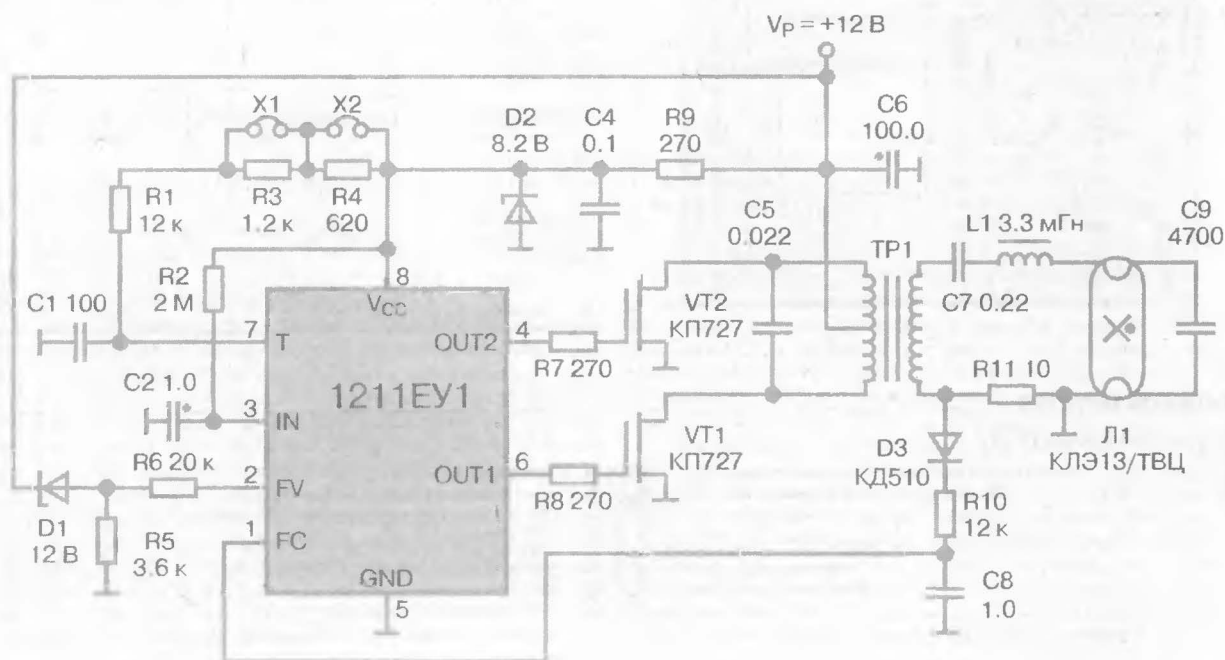 VP = +12 В
X1
X2
D2
8.2 В
C4
0.1
R9
270
C6
100.0
R1
12 к
R3
1.2 к
R4
620
C5
0.022
TP1
L1 3.3 мГн
C9
4700
R2
2 М
C1 100
8
VCC
VT2
КП727
C7 0.22
7
T
OUT2
4
R7 270
R11 10
C2 1.0
1211ЕУ1
3
IN
VT1
КП727
D3
КД510
Л1
КЛЭ13/ТВЦ
R6 20 к
2
FV
OUT1
6
R8 270
R10
12 к
D1
12 В
R5
3.6 к
1
FC
GND
5
C8
1.0